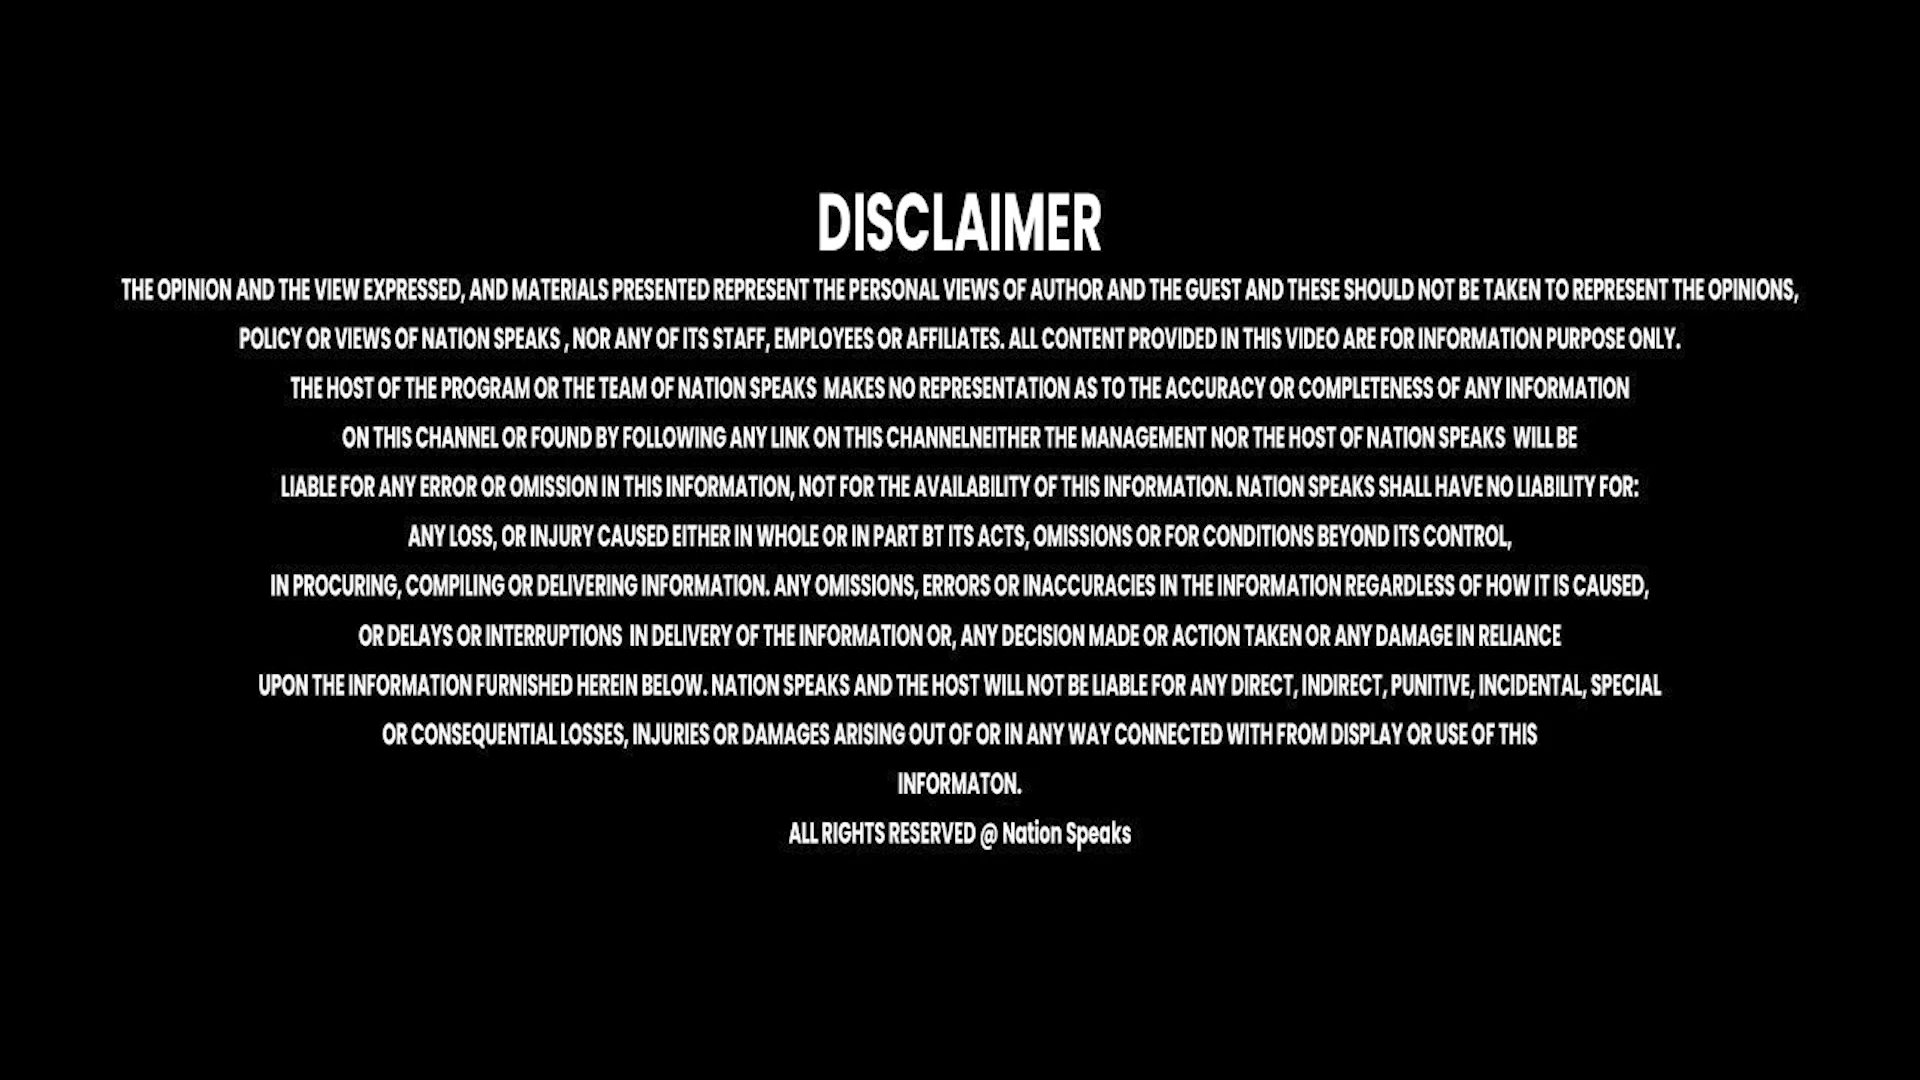 DISCLAIMER
THE OPINION AND THE VIEW EXPRESSED, AND MATERIALS PRESENTED REPRESENT THE PERSONAL VIEWS OF AUTHOR AND THE GUEST AND THESE SHOULD NOT BE TAKEN TO REPRESENT THE OPINIONS,
POLICY OR VIEWS OF NATION SPEAKS , NOR ANY OF ITS STAFF, EMPLOYEES OR AFFILIATES. ALL CONTENT PROVIDED IN THIS VIDEO ARE FOR INFORMATION PURPOSE ONLY.
THE HOST OF THE PROGRAM OR THE TEAM OF NATION SPEAKS  MAKES NO REPRESENTATION AS TO THE ACCURACY OR COMPLETENESS OF ANY INFORMATION
ON THIS CHANNEL OR FOUND BY FOLLOWING ANY LINK ON THIS CHANNELNEITHER THE MANAGEMENT NOR THE HOST OF NATION SPEAKS  WILL BE
LIABLE FOR ANY ERROR OR OMISSION IN THIS INFORMATION, NOT FOR THE AVAILABILITY OF THIS INFORMATION. NATION SPEAKS SHALL HAVE NO LIABILITY FOR:
ANY LOSS, OR INJURY CAUSED EITHER IN WHOLE OR IN PART BT ITS ACTS, OMISSIONS OR FOR CONDITIONS BEYOND ITS CONTROL,
IN PROCURING, COMPILING OR DELIVERING INFORMATION. ANY OMISSIONS, ERRORS OR INACCURACIES IN THE INFORMATION REGARDLESS OF HOW IT IS CAUSED,
OR DELAYS OR INTERRUPTIONS  IN DELIVERY OF THE INFORMATION OR, ANY DECISION MADE OR ACTION TAKEN OR ANY DAMAGE IN RELIANCE
UPON THE INFORMATION FURNISHED HEREIN BELOW. NATION SPEAKS AND THE HOST WILL NOT BE LIABLE FOR ANY DIRECT, INDIRECT, PUNITIVE, INCIDENTAL, SPECIAL
OR CONSEQUENTIAL LOSSES, INJURIES OR DAMAGES ARISING OUT OF OR IN ANY WAY CONNECTED WITH FROM DISPLAY OR USE OF THIS
INFORMATON.
ALL RIGHTS RESERVED @ Nation Speaks